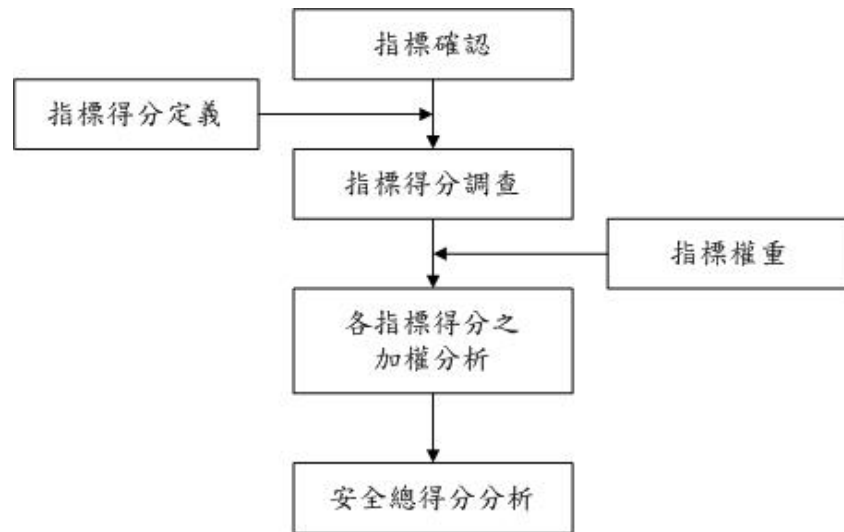 指標確認
指標得分定義
指標得分調查
指標權重
各指標得分之
加權分析
安全總得分分析